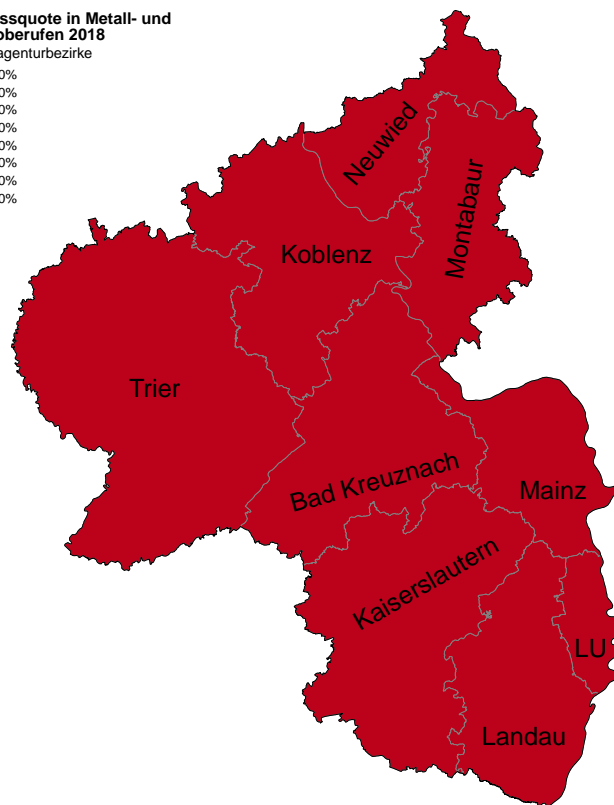 ssquote in Metall- und
oberufen 2018
agenturbezirke
0%
0%
0%
0%
0%
0%
0%
0%
Neuwied
Montabaur
Koblenz
Trier
Bad Kreuznach
Mainz
Kaiserslautern
LU
Landau